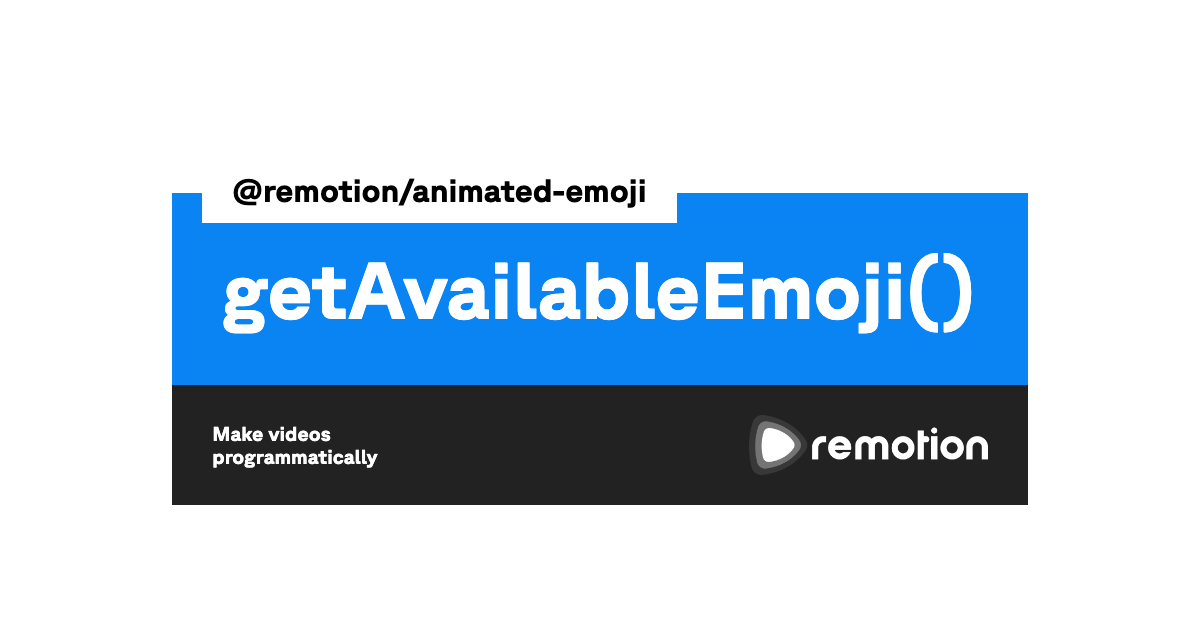 @remotion/animated-emoji
getAvailableEmoji()
Make videos
programmatically
remotion